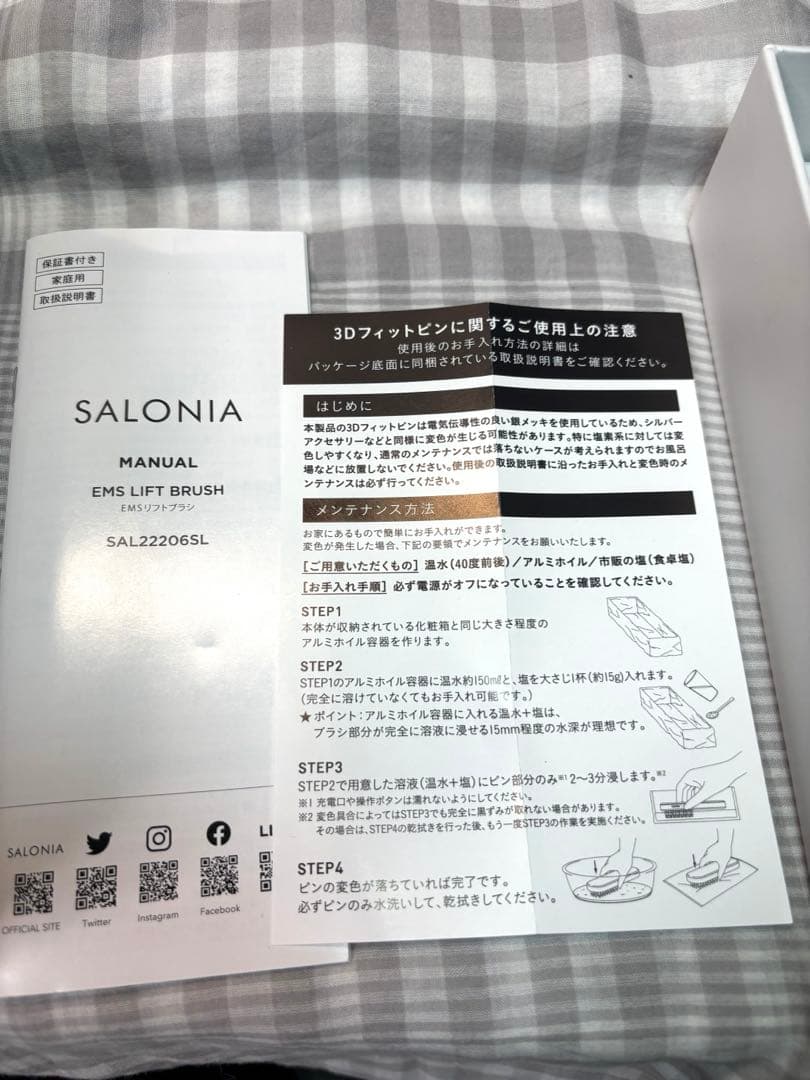 保証書付き
家庭用
取扱説明書
SALONIA
MANUAL
EMS LIFT BRUSH
EMSリフトブラシ
SAL22206SL
SALONIA
OFFICIAL SITE
Twitter
Instagram
Facebook
LI
3Dフィットピンに関するご使用上の注意
使用後のお手入れ方法の詳細は
パッケージ底面に同梱されている取扱説明書をご確認ください。
はじめに
本製品の3Dフィットピンは電気伝導性の良い銀メッキを使用しているため、シルバー
アクセサリーなどと同様に変色が生じる可能性があります。特に塩素系に対しては変
色しやすくなり、通常のメンテナンスでは落ちないケースが考えられますのでお風呂
場などに放置しないでください。使用後の取扱説明書に沿ったお手入れと変色時のメ
ンテナンスは必ず行ってください。
メンテナンス方法
お家にあるもので簡単にお手入れができます。
変色が発生した場合、下記の要領でメンテナンスをお願いいたします。
[ご用意いただくもの] 温水(40度前後)/アルミホイル/市販の塩(食卓塩)
[お手入れ手順] 必ず電源がオフになっていることを確認してください。
STEP1
本体が収納されている化粧箱と同じ大きさ程度の
アルミホイル容器を作ります。
STEP2
STEP1のアルミホイル容器に温水約150mlと、塩を大さじ1杯(約15g)入れます。
(完全に溶けていなくてもお手入れ可能です。)
★ポイント:アルミホイル容器に入れる温水+塩は、
ブラシ部分が完全に溶液に浸せる15mm程度の水深が理想です。
STEP3
STEP2で用意した溶液(温水+塩)にピン部分のみ※1 2〜3分浸します。※2
※1 充電口や操作ボタンは濡れないようにしてください。
※2 変色具合によってはSTEP3でも完全に黒ずみが取れない場合があります。
その場合は、STEP4の乾拭きを行った後、もう一度STEP3の作業を実施ください。
STEP4
ピンの変色が落ちていれば完了です。
必ずピンのみ水洗いして、乾拭きしてください。